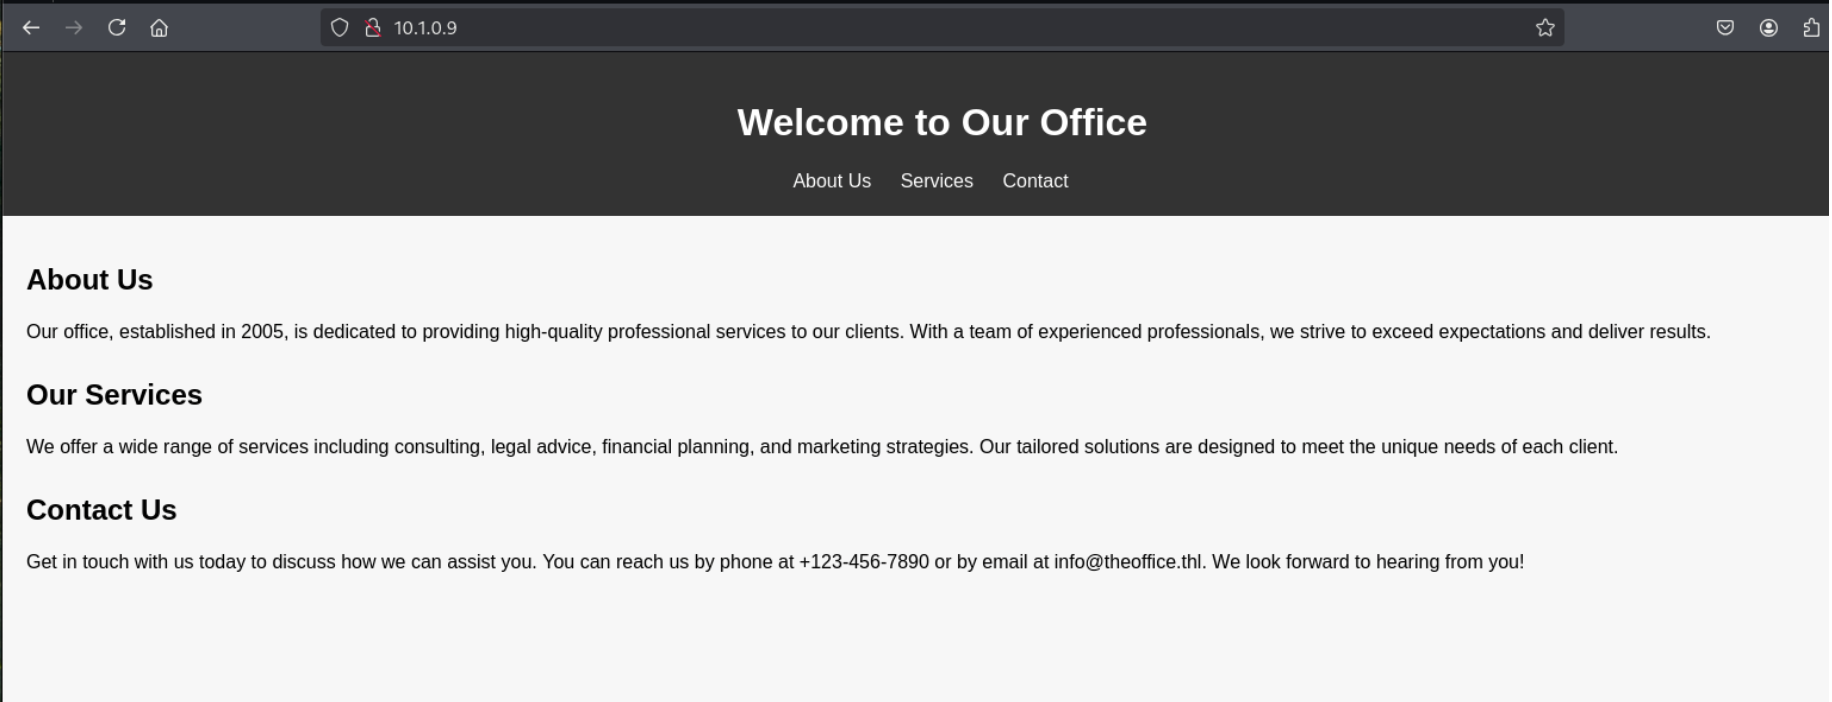 10.1.0.9
Welcome to Our Office
About Us Services Contact
About Us
Our office, established in 2005, is dedicated to providing high-quality professional services to our clients. With a team of experienced professionals, we strive to exceed expectations and deliver results.
Our Services
We offer a wide range of services including consulting, legal advice, financial planning, and marketing strategies. Our tailored solutions are designed to meet the unique needs of each client.
Contact Us
Get in touch with us today to discuss how we can assist you. You can reach us by phone at +123-456-7890 or by email at info@theoffice.thl. We look forward to hearing from you!